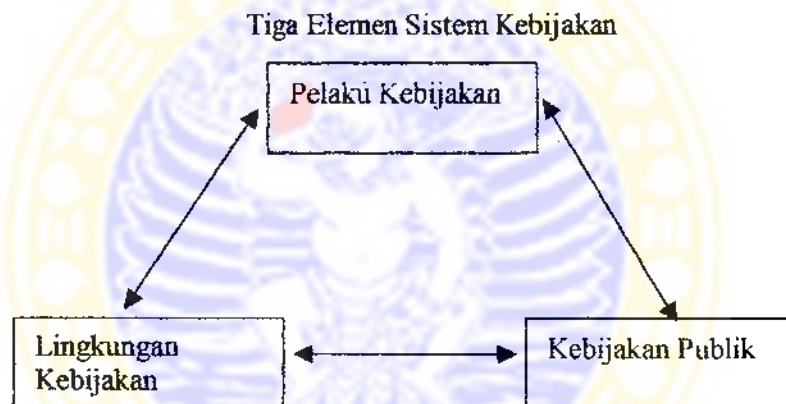 Tiga Elemen Sistem Kebijakan
Pelaku Kebijakan
Lingkungan
Kebijakan
Kebijakan Publik